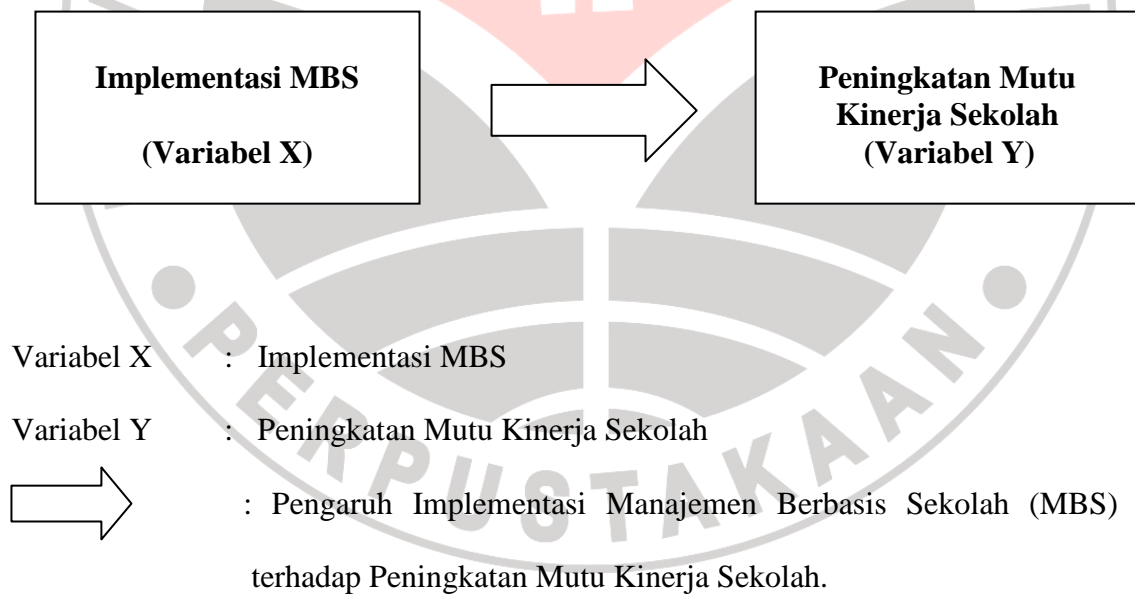 Implementasi MBS
(Variabel X)
Peningkatan Mutu
Kinerja Sekolah
(Variabel Y)
Variabel X : Implementasi MBS
Variabel Y : Peningkatan Mutu Kinerja Sekolah
: Pengaruh Implementasi Manajemen Berbasis Sekolah (MBS)
terhadap Peningkatan Mutu Kinerja Sekolah.
PERPUSTAKAAN